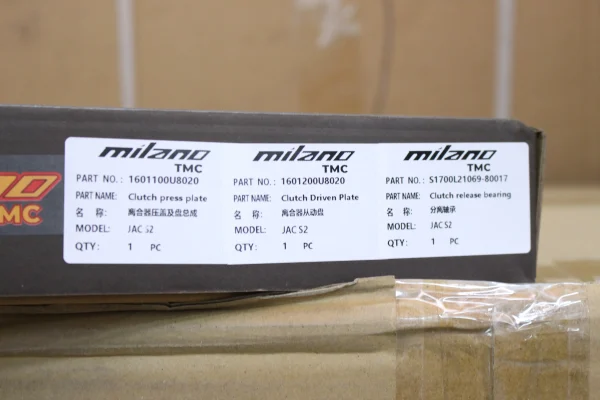 milano
TMC
PART NO.: 1601100U8020
PART NAME: Clutch press plate
名 称: 离合器压盖及盘总成
MODEL: JAC S2
QTY: 1 PC
milano
TMC
PART NO.: 1601200U8020
PART NAME: Clutch Driven Plate
名 称: 离合器从动盘
MODEL: JAC S2
QTY: 1 PC
milano
TMC
PART NO.: S1700L21069-80017
PART NAME: Clutch release bearing
名 称: 分离轴承
MODEL: JAC S2
QTY: 1 PC
TMC